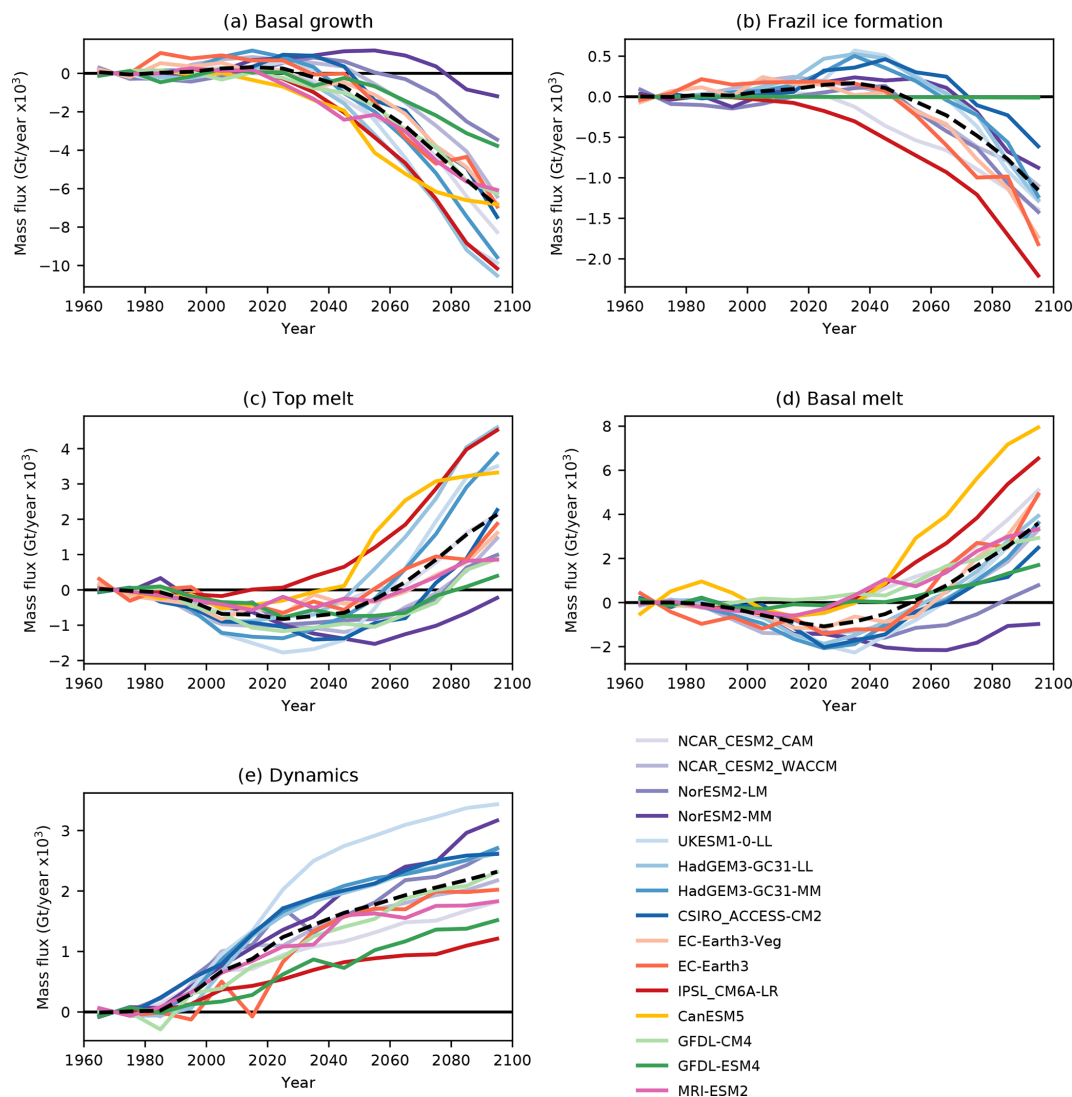 (a) Basal growth
Mass flux (Gt/year x10³)
0
−2
−4
−6
−8
−10
1960 1980 2000 2020 2040 2060 2080 2100
Year
(b) Frazil ice formation
Mass flux (Gt/year x10³)
0.5
0.0
−0.5
−1.0
−1.5
−2.0
1960 1980 2000 2020 2040 2060 2080 2100
Year
(c) Top melt
Mass flux (Gt/year x10³)
4
3
2
1
0
−1
−2
1960 1980 2000 2020 2040 2060 2080 2100
Year
(d) Basal melt
Mass flux (Gt/year x10³)
8
6
4
2
0
−2
1960 1980 2000 2020 2040 2060 2080 2100
Year
(e) Dynamics
Mass flux (Gt/year x10³)
3
2
1
0
1960 1980 2000 2020 2040 2060 2080 2100
Year
NCAR_CESM2_CAM
NCAR_CESM2_WACCM
NorESM2-LM
NorESM2-MM
UKESM1-0-LL
HadGEM3-GC31-LL
HadGEM3-GC31-MM
CSIRO_ACCESS-CM2
EC-Earth3-Veg
EC-Earth3
IPSL_CM6A-LR
CanESM5
GFDL-CM4
GFDL-ESM4
MRI-ESM2